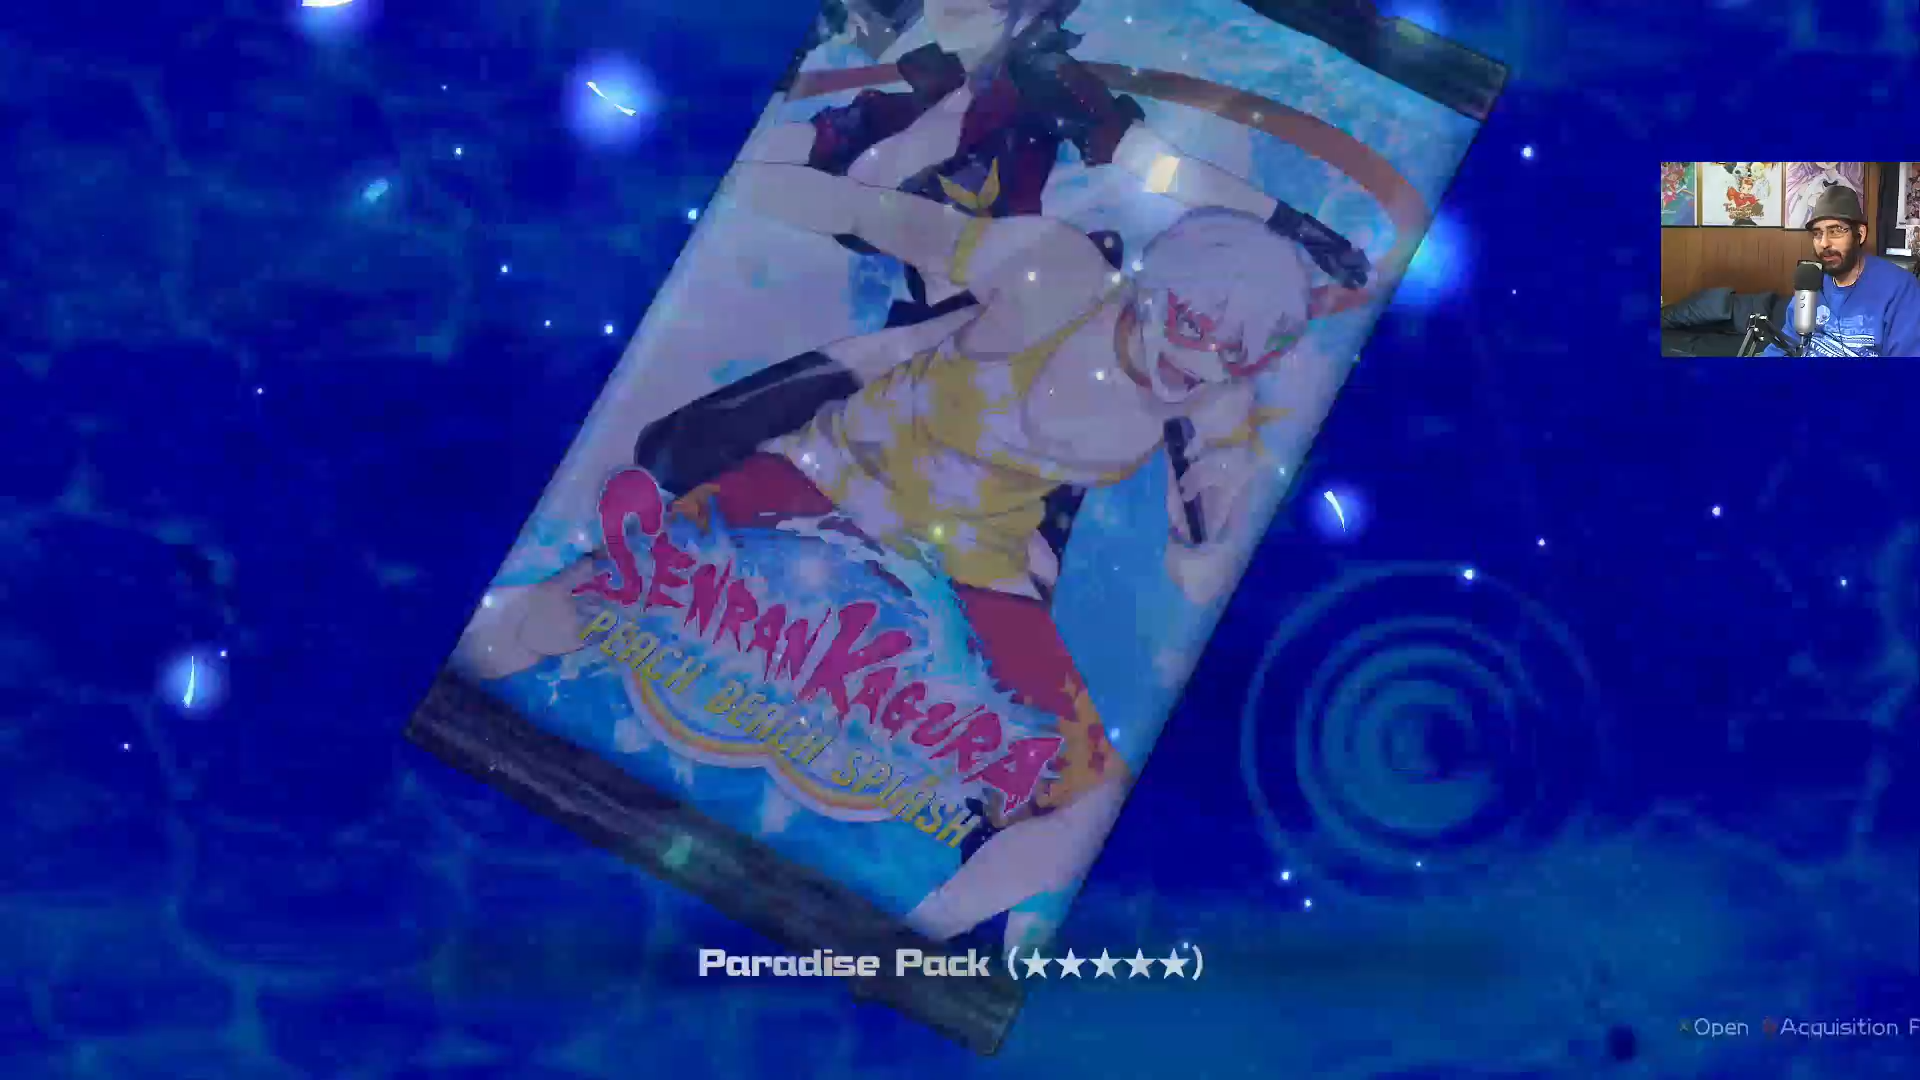 SENRAN KAGURA
PEACH BEACH SPLASH
Paradise Pack (★★★★★)
Open Acquisition F